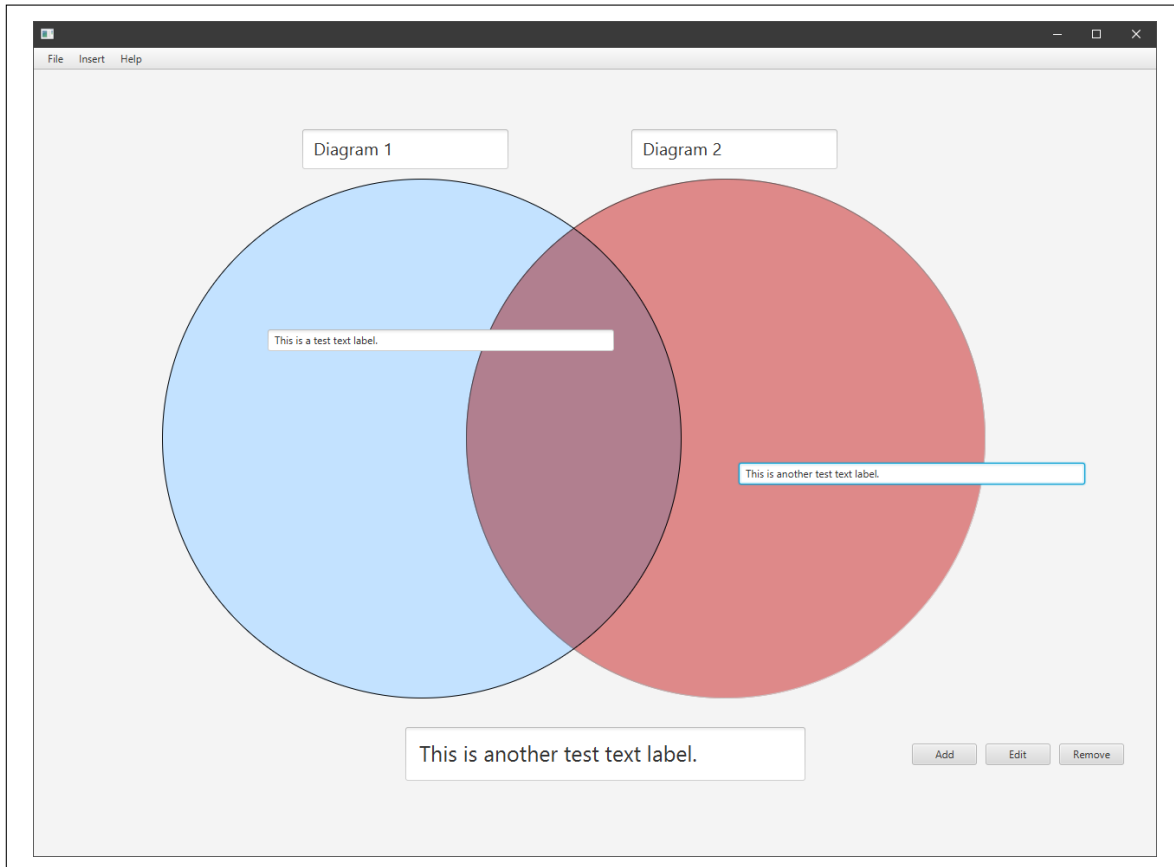 File Insert Help
Diagram 1 Diagram 2
This is a test text label.
This is another test text label.
This is another test text label.
Add Edit Remove